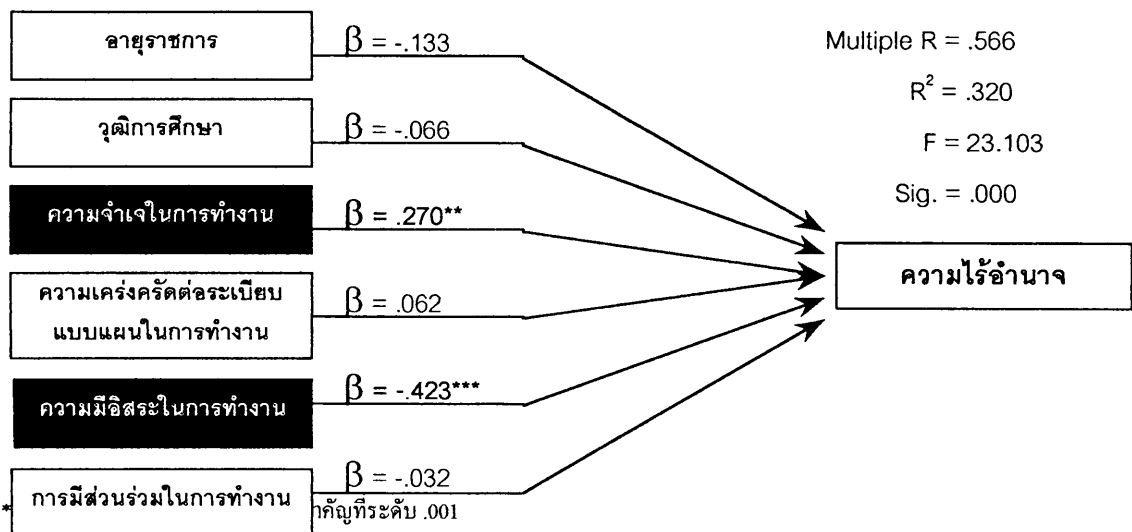 อายุราชการ
β = -.133
วุฒิการศึกษา
β = -.066
ความจำเจในการทำงาน
β = .270**
ความเคร่งครัดต่อระเบียบ
แบบแผนในการทำงาน
β = .062
ความมีอิสระในการทำงาน
β = -.423***
การมีส่วนร่วมในการทำงาน
β = -.032
ความไร้อำนาจ
Multiple R = .566
R² = .320
F = 23.103
Sig. = .000
* ที่ระดับ .001